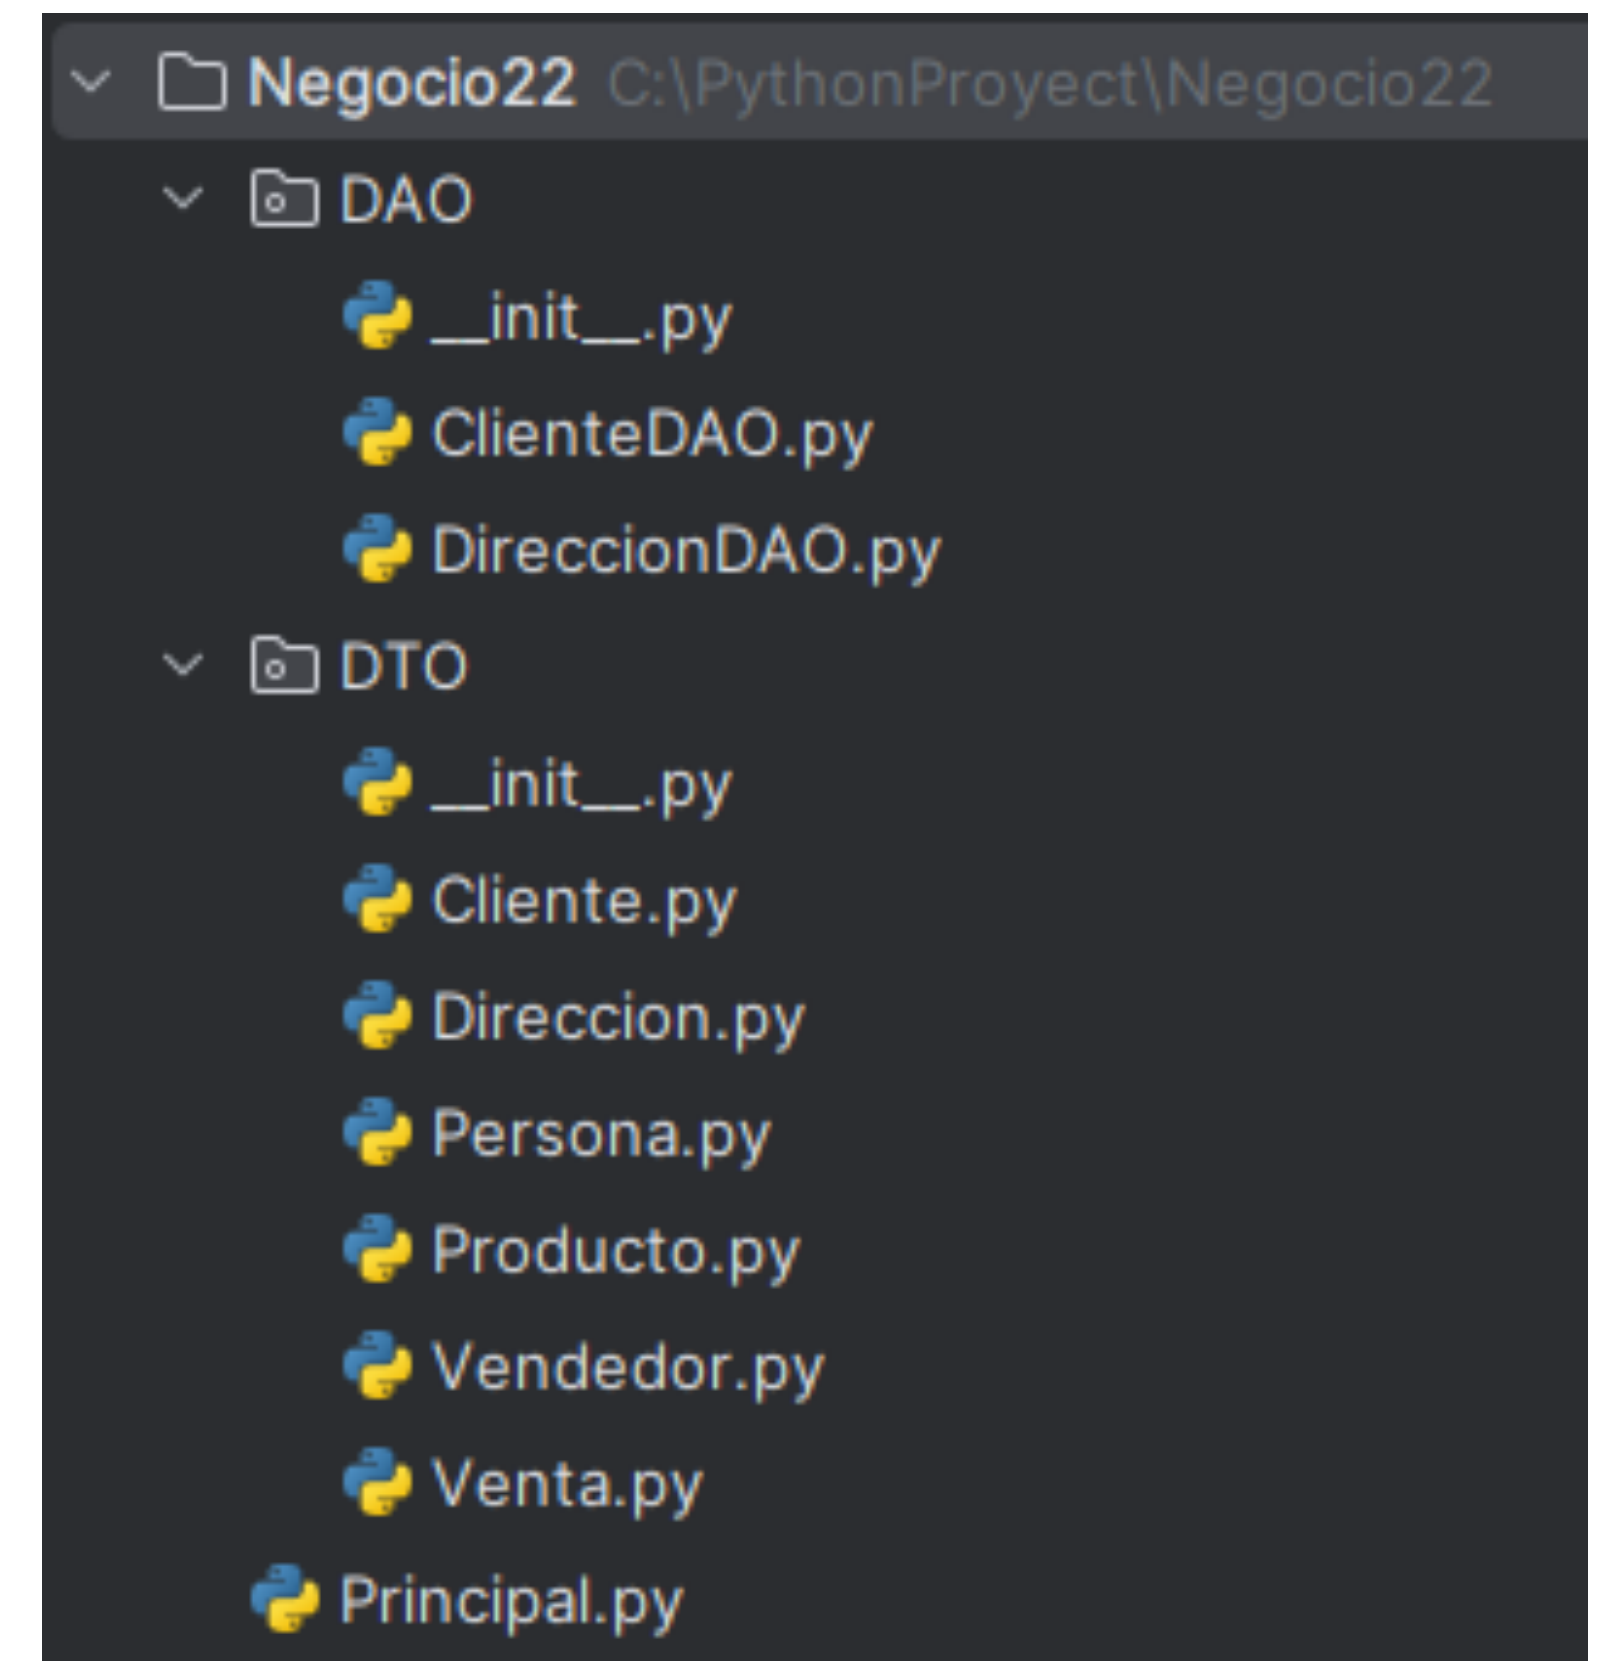 Negocio22 C:\PythonProyect\Negocio22
DAO
__init__.py
ClienteDAO.py
DireccionDAO.py
DTO
__init__.py
Cliente.py
Direccion.py
Persona.py
Producto.py
Vendedor.py
Venta.py
Principal.py